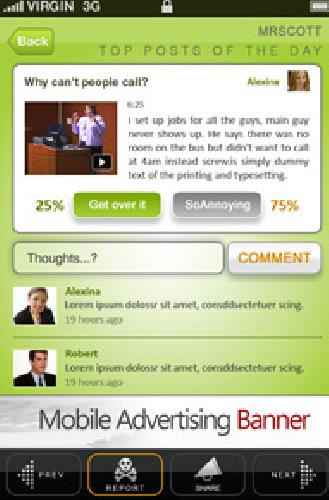 VIRGIN 3G
MRSCOTT
Back
TOP POSTS OF THE DAY
Why can't people call?
Alexina
6:25
I set up jobs for all the guys, main guy
never shows up. He says there was no
room on the bus but didn't want to call
at 4am instead screw.is simply dummy
text of the printing and typesetting.
25%
Get over it
SoAnnoying
75%
Thoughts...?
COMMENT
Alexina
Lorem ipsum dolossr sit amet, consddsectetuer scing.
19 hours ago
Robert
Lorem ipsum dolossr sit amet, consddsectetuer scing.
19 hours ago
Mobile Advertising Banner
PREV
REPORT
SHARE
NEXT